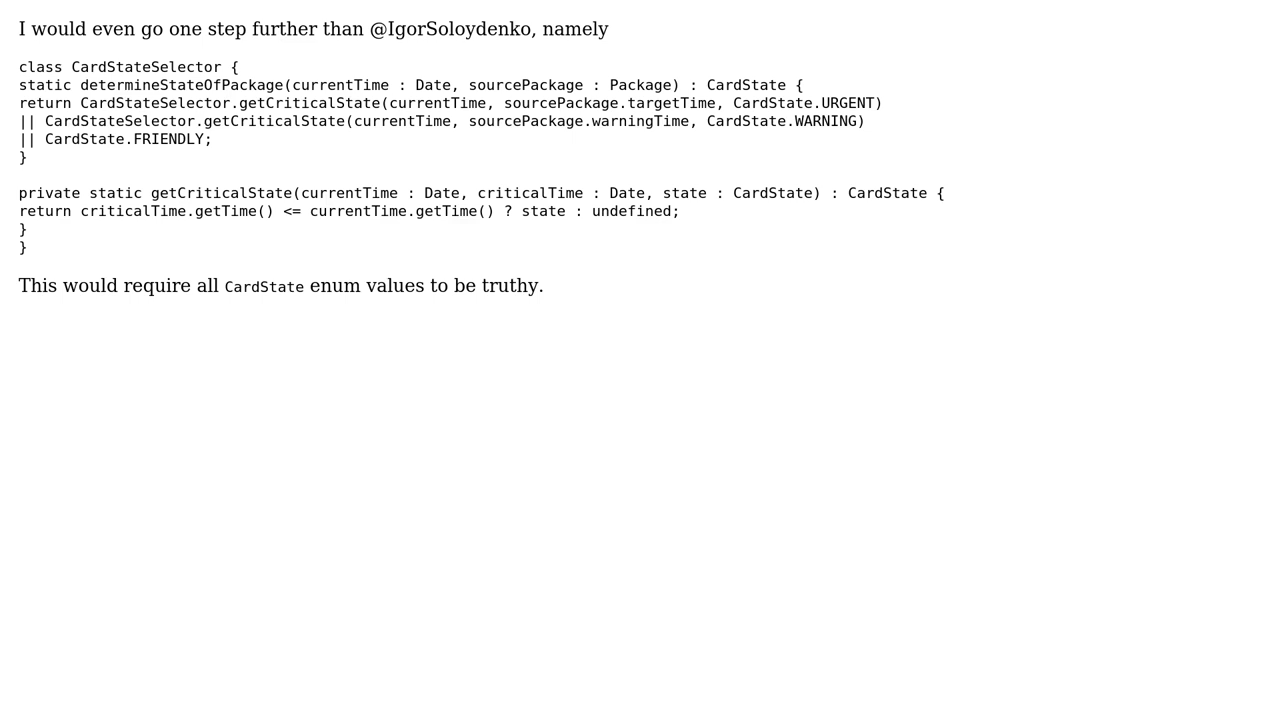 I would even go one step further than @IgorSoloydenko, namely
class CardStateSelector {
static determineStateOfPackage(currentTime : Date, sourcePackage : Package) : CardState {
return CardStateSelector.getCriticalState(currentTime, sourcePackage.targetTime, CardState.URGENT)
|| CardStateSelector.getCriticalState(currentTime, sourcePackage.warningTime, CardState.WARNING)
|| CardState.FRIENDLY;
}
private static getCriticalState(currentTime : Date, criticalTime : Date, state : CardState) : CardState {
return criticalTime.getTime() <= currentTime.getTime() ? state : undefined;
}
}
This would require all CardState enum values to be truthy.